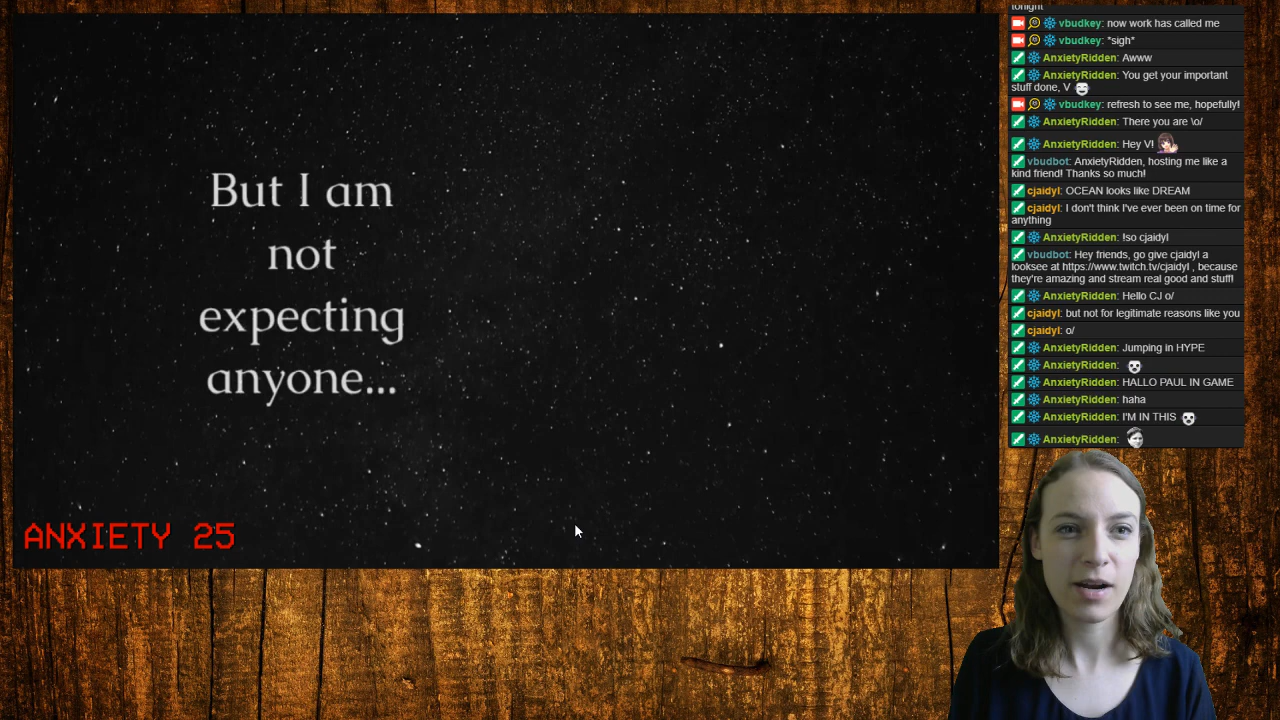 But I am
not
expecting
anyone...
ANXIETY 25
tonight
vbudkey: now work has called me
vbudkey: *sigh*
AnxietyRidden: Awww
AnxietyRidden: You get your important
stuff done, V
vbudkey: refresh to see me, hopefully!
AnxietyRidden: There you are \o/
AnxietyRidden: Hey V!
vbudbot: AnxietyRidden, hosting me like a
kind friend! Thanks so much!
cjaidyl: OCEAN looks like DREAM
cjaidyl: I don't think I've ever been on time for
anything
AnxietyRidden: !so cjaidyl
vbudbot: Hey friends, go give cjaidyl a
looksee at https://www.twitch.tv/cjaidyl , because
they're amazing and stream real good and stuff!
AnxietyRidden: Hello CJ o/
cjaidyl: but not for legitimate reasons like you
cjaidyl: o/
AnxietyRidden: Jumping in HYPE
AnxietyRidden:
AnxietyRidden: HALLO PAUL IN GAME
AnxietyRidden: haha
AnxietyRidden: I'M IN THIS
AnxietyRidden: